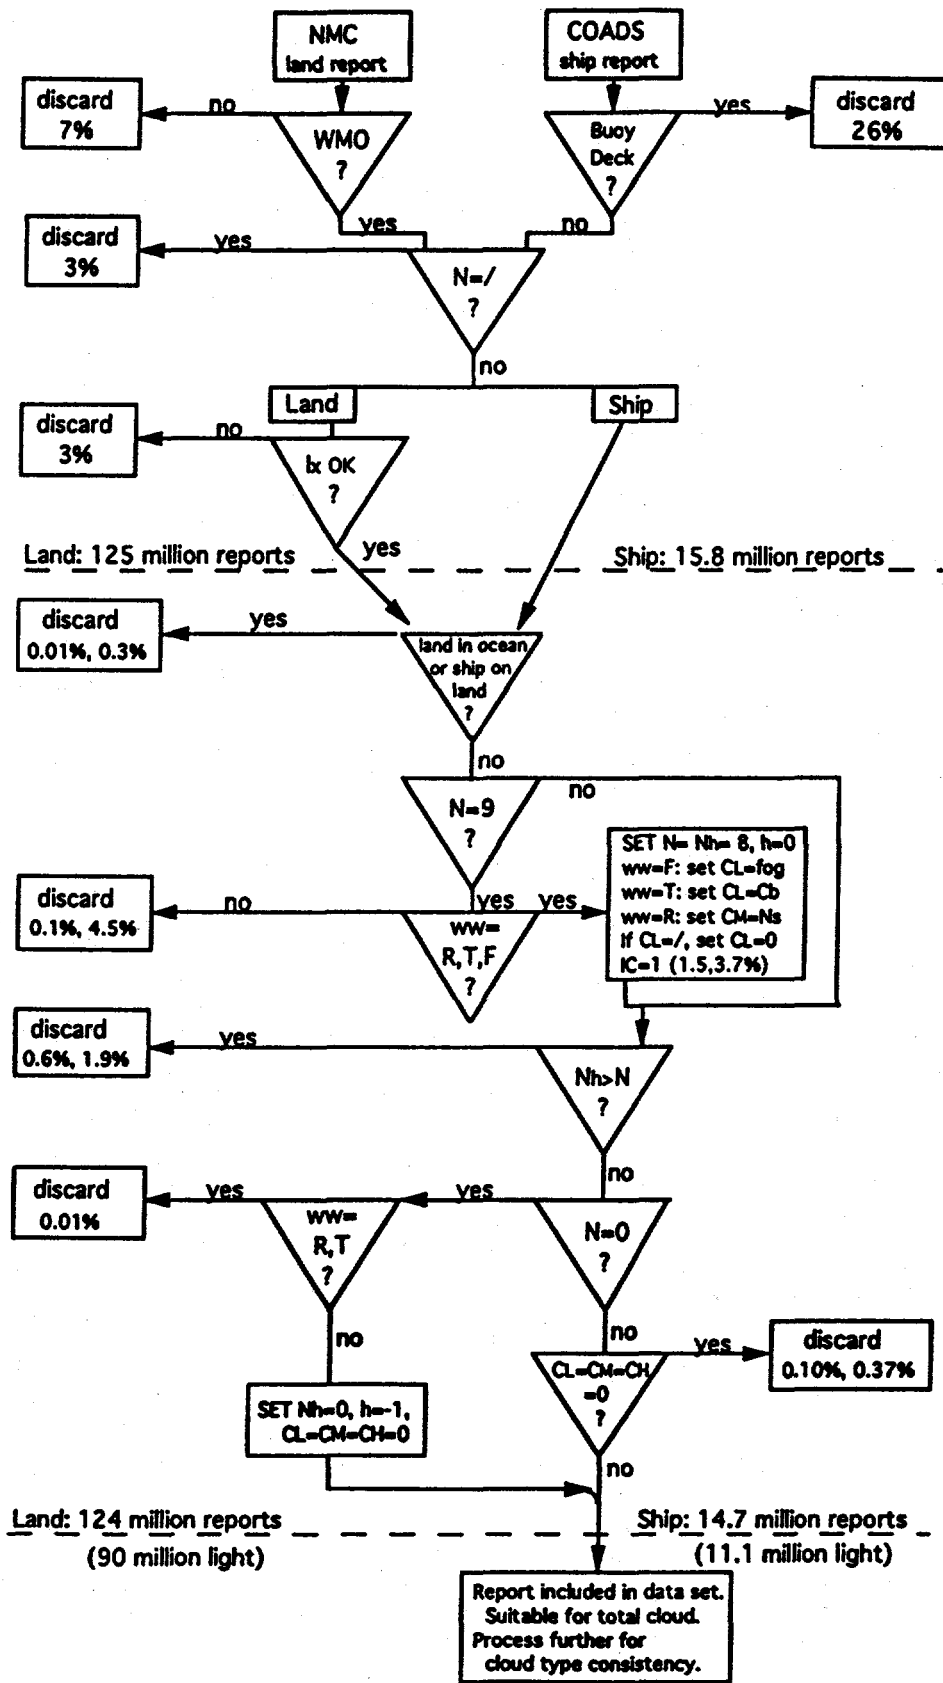 NMC
land report
COADS
ship report
discard
7%
no
WMO
?
Buoy
Deck
?
yes
discard
26%
yes
no
discard
3%
yes
N=/
?
no
Land
Ship
discard
3%
no
Ix OK
?
yes
Land: 125 million reports
Ship: 15.8 million reports
discard
0.01%, 0.3%
yes
land in ocean
or ship on
land
?
no
N=9
?
no
SET N= Nh= 8, h=0
ww=F: set CL=fog
ww=T: set CL=Cb
ww=R: set CM=Ns
If CL=/, set CL=0
IC=1 (1.5,3.7%)
discard
0.1%, 4.5%
no
yes
yes
ww=
R,T,F
?
discard
0.6%, 1.9%
yes
Nh>N
?
no
discard
0.01%
yes
ww=
R,T
?
yes
N=0
?
no
no
CL=CM=CH
=0
?
yes
discard
0.10%, 0.37%
SET Nh=0, h=-1,
CL=CM=CH=0
no
Land: 124 million reports
(90 million light)
Ship: 14.7 million reports
(11.1 million light)
Report included in data set.
Suitable for total cloud.
Process further for
cloud type consistency.